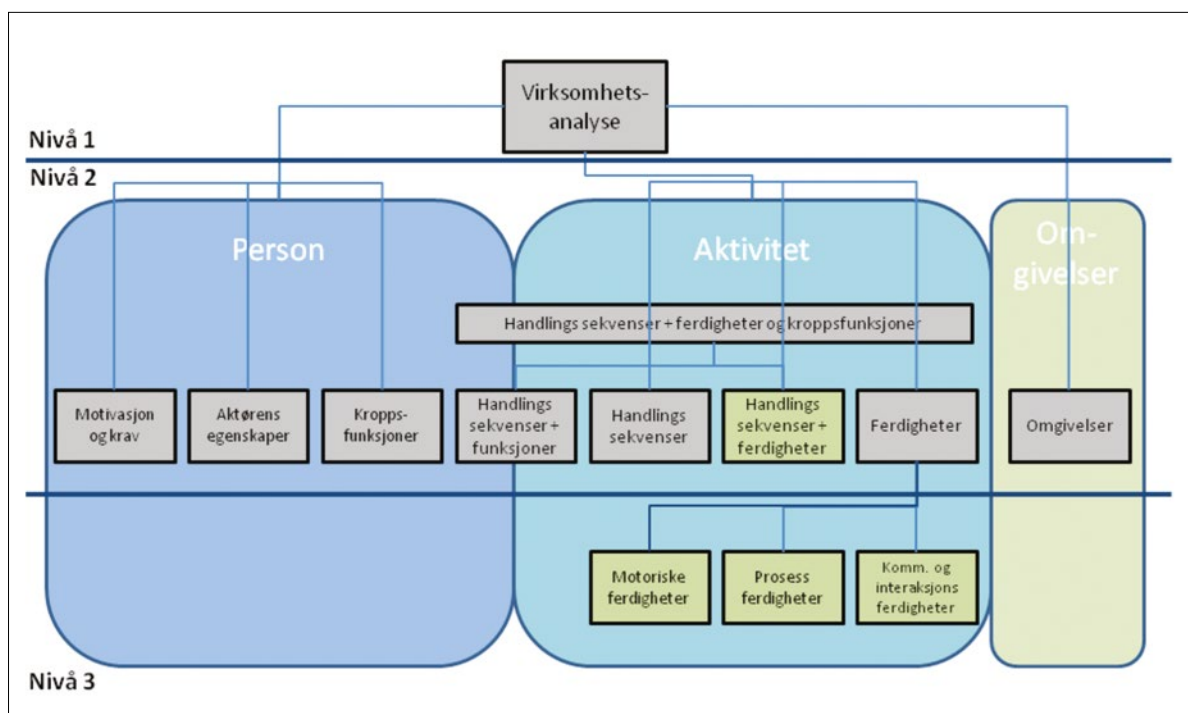 Virksomhets-
analyse
Nivå 1
Nivå 2
Person
Aktivitet
Om-
givelser
Handlings sekvenser + ferdigheter og kroppsfunksjoner
Motivasjon
og krav
Aktørens
egenskaper
Kropps-
funksjoner
Handlings
sekvenser +
funksjoner
Handlings
sekvenser
Handlings
sekvenser +
ferdigheter
Ferdigheter
Omgivelser
Motoriske
ferdigheter
Prosess
ferdigheter
Komm. og
interaksjons
ferdigheter
Nivå 3